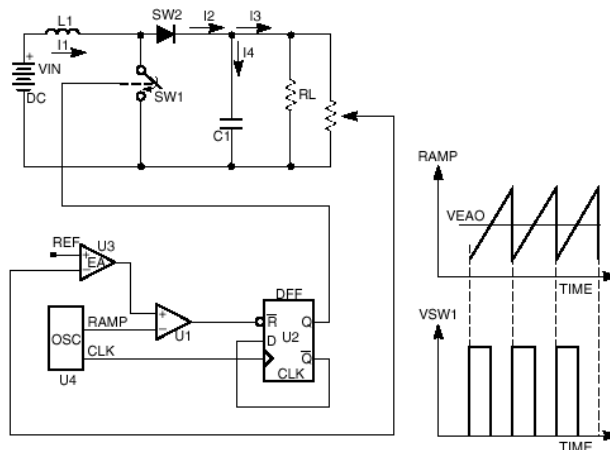 L1
SW2
I2
I3
I1
I4
+
VIN
DC
SW1
RL
C1
RAMP
VEAO
TIME
REF
U3
+
EA
−
DFF
RAMP
+
−
U1
R
Q
U2
D
OSC
CLK
Q
CLK
U4
VSW1
TIME